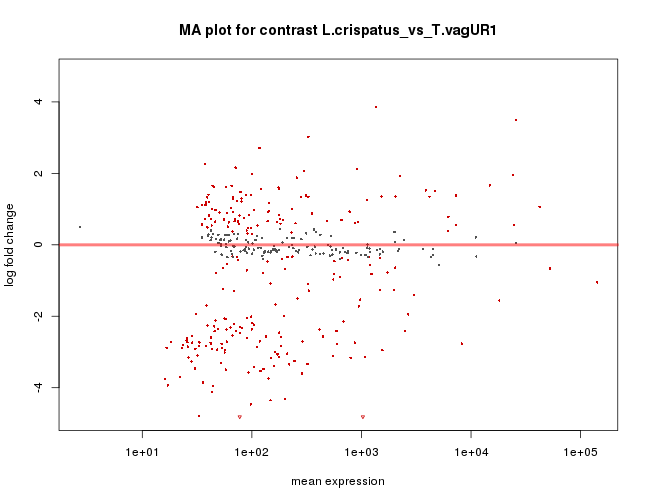 MA plot for contrast L.crispatus_vs_T.vagUR1
log fold change
4
2
0
-2
-4
1e+01 1e+02 1e+03 1e+04 1e+05
mean expression